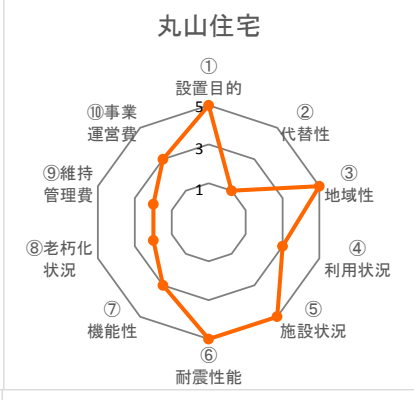 丸山住宅
①
設置目的
②
代替性
③
地域性
④
利用状況
⑤
施設状況
⑥
耐震性能
⑦
機能性
⑧老朽化
状況
⑨維持
管理費
⑩事業
運営費
5
3
1